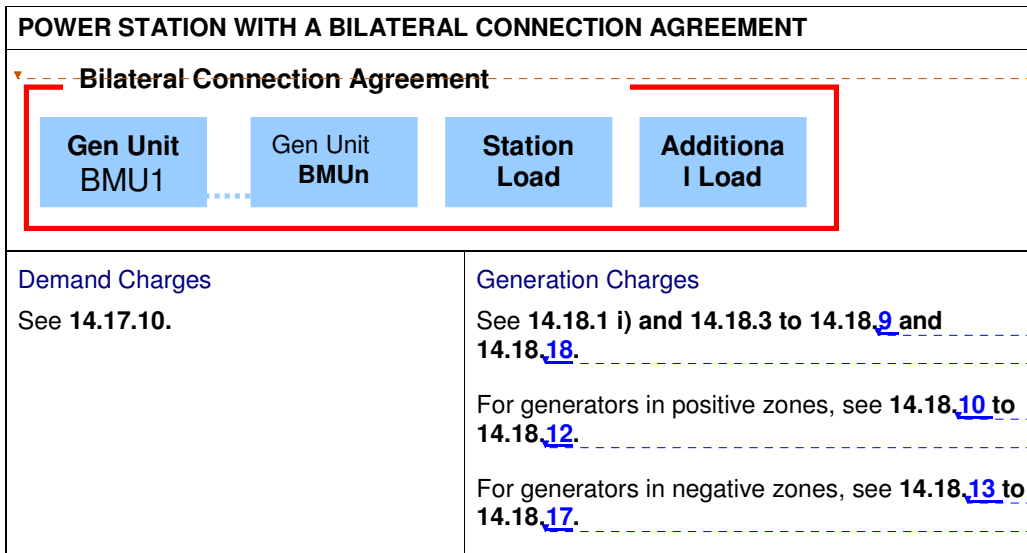 POWER STATION WITH A BILATERAL CONNECTION AGREEMENT
Bilateral Connection Agreement
Gen Unit
BMU1
Gen Unit
BMUn
Station
Load
Additiona
l Load
Demand Charges
See 14.17.10.
Generation Charges
See 14.18.1 i) and 14.18.3 to 14.18.9 and
14.18.18.
For generators in positive zones, see 14.18.10 to
14.18.12.
For generators in negative zones, see 14.18.13 to
14.18.17.